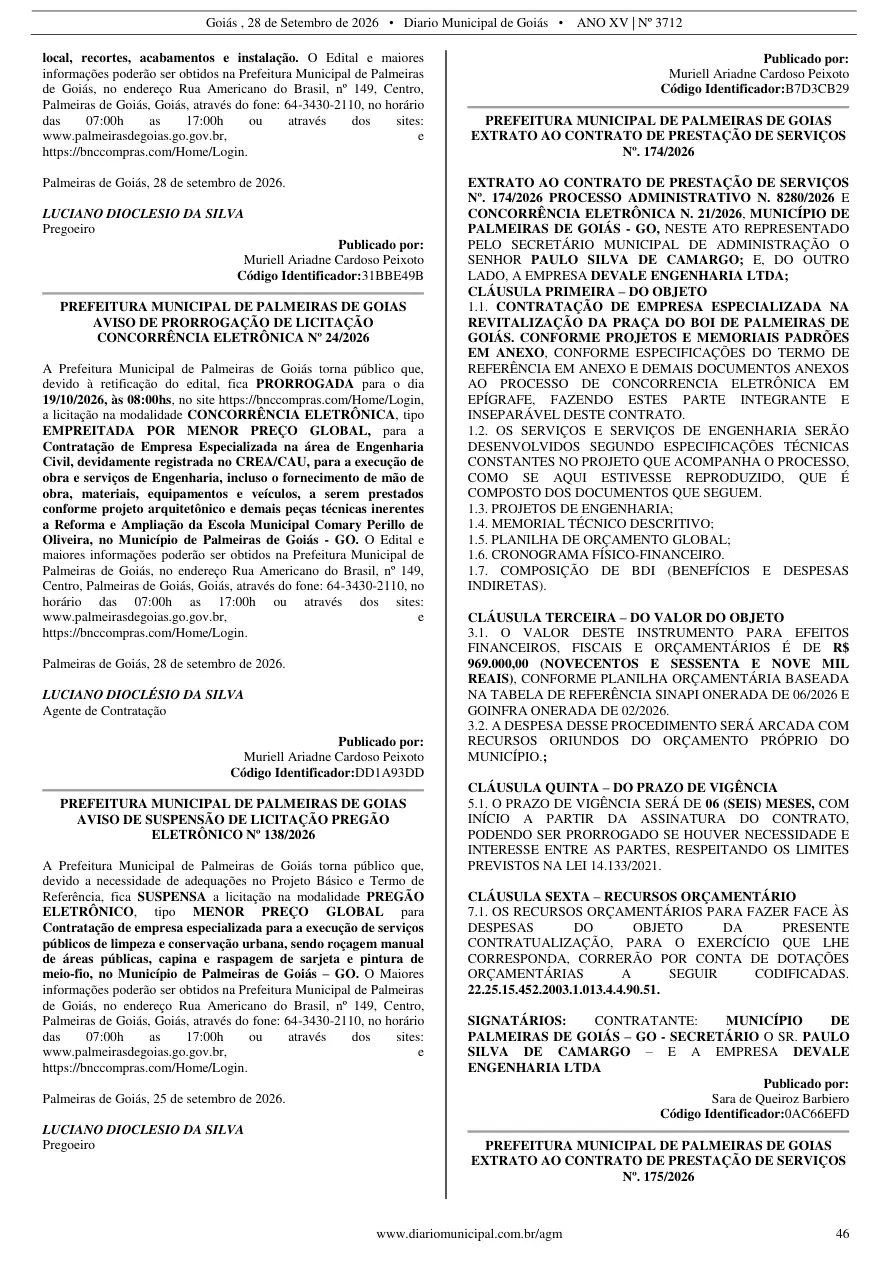 Goiás , 28 de Setembro de 2026 • Diario Municipal de Goiás • ANO XV | Nº 3712
local, recortes, acabamentos e instalação. O Edital e maiores
informações poderão ser obtidos na Prefeitura Municipal de Palmeiras
de Goiás, no endereço Rua Americano do Brasil, nº 149, Centro,
Palmeiras de Goiás, Goiás, através do fone: 64-3430-2110, no horário
das 07:00h as 17:00h ou através dos sites:
www.palmeirasdegoias.go.gov.br, e
https://bnccompras.com/Home/Login.
Palmeiras de Goiás, 28 de setembro de 2026.
LUCIANO DIOCLESIO DA SILVA
Pregoeiro
Publicado por:
Muriell Ariadne Cardoso Peixoto
Código Identificador:31BBE49B
PREFEITURA MUNICIPAL DE PALMEIRAS DE GOIAS
AVISO DE PRORROGAÇÃO DE LICITAÇÃO
CONCORRÊNCIA ELETRÔNICA Nº 24/2026
A Prefeitura Municipal de Palmeiras de Goiás torna público que,
devido à retificação do edital, fica PRORROGADA para o dia
19/10/2026, às 08:00hs, no site https://bnccompras.com/Home/Login,
a licitação na modalidade CONCORRÊNCIA ELETRÔNICA, tipo
EMPREITADA POR MENOR PREÇO GLOBAL, para a
Contratação de Empresa Especializada na área de Engenharia
Civil, devidamente registrada no CREA/CAU, para a execução de
obra e serviços de Engenharia, incluso o fornecimento de mão de
obra, materiais, equipamentos e veículos, a serem prestados
conforme projeto arquitetônico e demais peças técnicas inerentes
a Reforma e Ampliação da Escola Municipal Comary Perillo de
Oliveira, no Município de Palmeiras de Goiás - GO. O Edital e
maiores informações poderão ser obtidos na Prefeitura Municipal de
Palmeiras de Goiás, no endereço Rua Americano do Brasil, nº 149,
Centro, Palmeiras de Goiás, Goiás, através do fone: 64-3430-2110, no
horário das 07:00h as 17:00h ou através dos sites:
www.palmeirasdegoias.go.gov.br, e
https://bnccompras.com/Home/Login.
Palmeiras de Goiás, 28 de setembro de 2026.
LUCIANO DIOCLÉSIO DA SILVA
Agente de Contratação
Publicado por:
Muriell Ariadne Cardoso Peixoto
Código Identificador:DD1A93DD
PREFEITURA MUNICIPAL DE PALMEIRAS DE GOIAS
AVISO DE SUSPENSÃO DE LICITAÇÃO PREGÃO
ELETRÔNICO Nº 138/2026
A Prefeitura Municipal de Palmeiras de Goiás torna público que,
devido a necessidade de adequações no Projeto Básico e Termo de
Referência, fica SUSPENSA a licitação na modalidade PREGÃO
ELETRÔNICO, tipo MENOR PREÇO GLOBAL para
Contratação de empresa especializada para a execução de serviços
públicos de limpeza e conservação urbana, sendo roçagem manual
de áreas públicas, capina e raspagem de sarjeta e pintura de
meio-fio, no Município de Palmeiras de Goiás – GO. O Maiores
informações poderão ser obtidos na Prefeitura Municipal de Palmeiras
de Goiás, no endereço Rua Americano do Brasil, nº 149, Centro,
Palmeiras de Goiás, Goiás, através do fone: 64-3430-2110, no horário
das 07:00h as 17:00h ou através dos sites:
www.palmeirasdegoias.go.gov.br, e
https://bnccompras.com/Home/Login.
Palmeiras de Goiás, 25 de setembro de 2026.
LUCIANO DIOCLESIO DA SILVA
Pregoeiro
Publicado por:
Muriell Ariadne Cardoso Peixoto
Código Identificador:B7D3CB29
PREFEITURA MUNICIPAL DE PALMEIRAS DE GOIAS
EXTRATO AO CONTRATO DE PRESTAÇÃO DE SERVIÇOS
Nº. 174/2026
EXTRATO AO CONTRATO DE PRESTAÇÃO DE SERVIÇOS
Nº. 174/2026 PROCESSO ADMINISTRATIVO N. 8280/2026 E
CONCORRÊNCIA ELETRÔNICA N. 21/2026, MUNICÍPIO DE
PALMEIRAS DE GOIÁS - GO, NESTE ATO REPRESENTADO
PELO SECRETÁRIO MUNICIPAL DE ADMINISTRAÇÃO O
SENHOR PAULO SILVA DE CAMARGO; E, DO OUTRO
LADO, A EMPRESA DEVALE ENGENHARIA LTDA;
CLÁUSULA PRIMEIRA – DO OBJETO
1.1. CONTRATAÇÃO DE EMPRESA ESPECIALIZADA NA
REVITALIZAÇÃO DA PRAÇA DO BOI DE PALMEIRAS DE
GOIÁS. CONFORME PROJETOS E MEMORIAIS PADRÕES
EM ANEXO, CONFORME ESPECIFICAÇÕES DO TERMO DE
REFERÊNCIA EM ANEXO E DEMAIS DOCUMENTOS ANEXOS
AO PROCESSO DE CONCORRENCIA ELETRÔNICA EM
EPÍGRAFE, FAZENDO ESTES PARTE INTEGRANTE E
INSEPARÁVEL DESTE CONTRATO.
1.2. OS SERVIÇOS E SERVIÇOS DE ENGENHARIA SERÃO
DESENVOLVIDOS SEGUNDO ESPECIFICAÇÕES TÉCNICAS
CONSTANTES NO PROJETO QUE ACOMPANHA O PROCESSO,
COMO SE AQUI ESTIVESSE REPRODUZIDO, QUE É
COMPOSTO DOS DOCUMENTOS QUE SEGUEM.
1.3. PROJETOS DE ENGENHARIA;
1.4. MEMORIAL TÉCNICO DESCRITIVO;
1.5. PLANILHA DE ORÇAMENTO GLOBAL;
1.6. CRONOGRAMA FÍSICO-FINANCEIRO.
1.7. COMPOSIÇÃO DE BDI (BENEFÍCIOS E DESPESAS
INDIRETAS).
CLÁUSULA TERCEIRA – DO VALOR DO OBJETO
3.1. O VALOR DESTE INSTRUMENTO PARA EFEITOS
FINANCEIROS, FISCAIS E ORÇAMENTÁRIOS É DE R$
969.000,00 (NOVECENTOS E SESSENTA E NOVE MIL
REAIS), CONFORME PLANILHA ORÇAMENTÁRIA BASEADA
NA TABELA DE REFERÊNCIA SINAPI ONERADA DE 06/2026 E
GOINFRA ONERADA DE 02/2026.
3.2. A DESPESA DESSE PROCEDIMENTO SERÁ ARCADA COM
RECURSOS ORIUNDOS DO ORÇAMENTO PRÓPRIO DO
MUNICÍPIO.;
CLÁUSULA QUINTA – DO PRAZO DE VIGÊNCIA
5.1. O PRAZO DE VIGÊNCIA SERÁ DE 06 (SEIS) MESES, COM
INÍCIO A PARTIR DA ASSINATURA DO CONTRATO,
PODENDO SER PRORROGADO SE HOUVER NECESSIDADE E
INTERESSE ENTRE AS PARTES, RESPEITANDO OS LIMITES
PREVISTOS NA LEI 14.133/2021.
CLÁUSULA SEXTA – RECURSOS ORÇAMENTÁRIO
7.1. OS RECURSOS ORÇAMENTÁRIOS PARA FAZER FACE ÀS
DESPESAS DO OBJETO DA PRESENTE
CONTRATUALIZAÇÃO, PARA O EXERCÍCIO QUE LHE
CORRESPONDA, CORRERÃO POR CONTA DE DOTAÇÕES
ORÇAMENTÁRIAS A SEGUIR CODIFICADAS.
22.25.15.452.2003.1.013.4.4.90.51.
SIGNATÁRIOS: CONTRATANTE: MUNICÍPIO DE
PALMEIRAS DE GOIÁS – GO - SECRETÁRIO O SR. PAULO
SILVA DE CAMARGO – E A EMPRESA DEVALE
ENGENHARIA LTDA
Publicado por:
Sara de Queiroz Barbiero
Código Identificador:0AC66EFD
PREFEITURA MUNICIPAL DE PALMEIRAS DE GOIAS
EXTRATO AO CONTRATO DE PRESTAÇÃO DE SERVIÇOS
Nº. 175/2026
www.diariomunicipal.com.br/agm 46